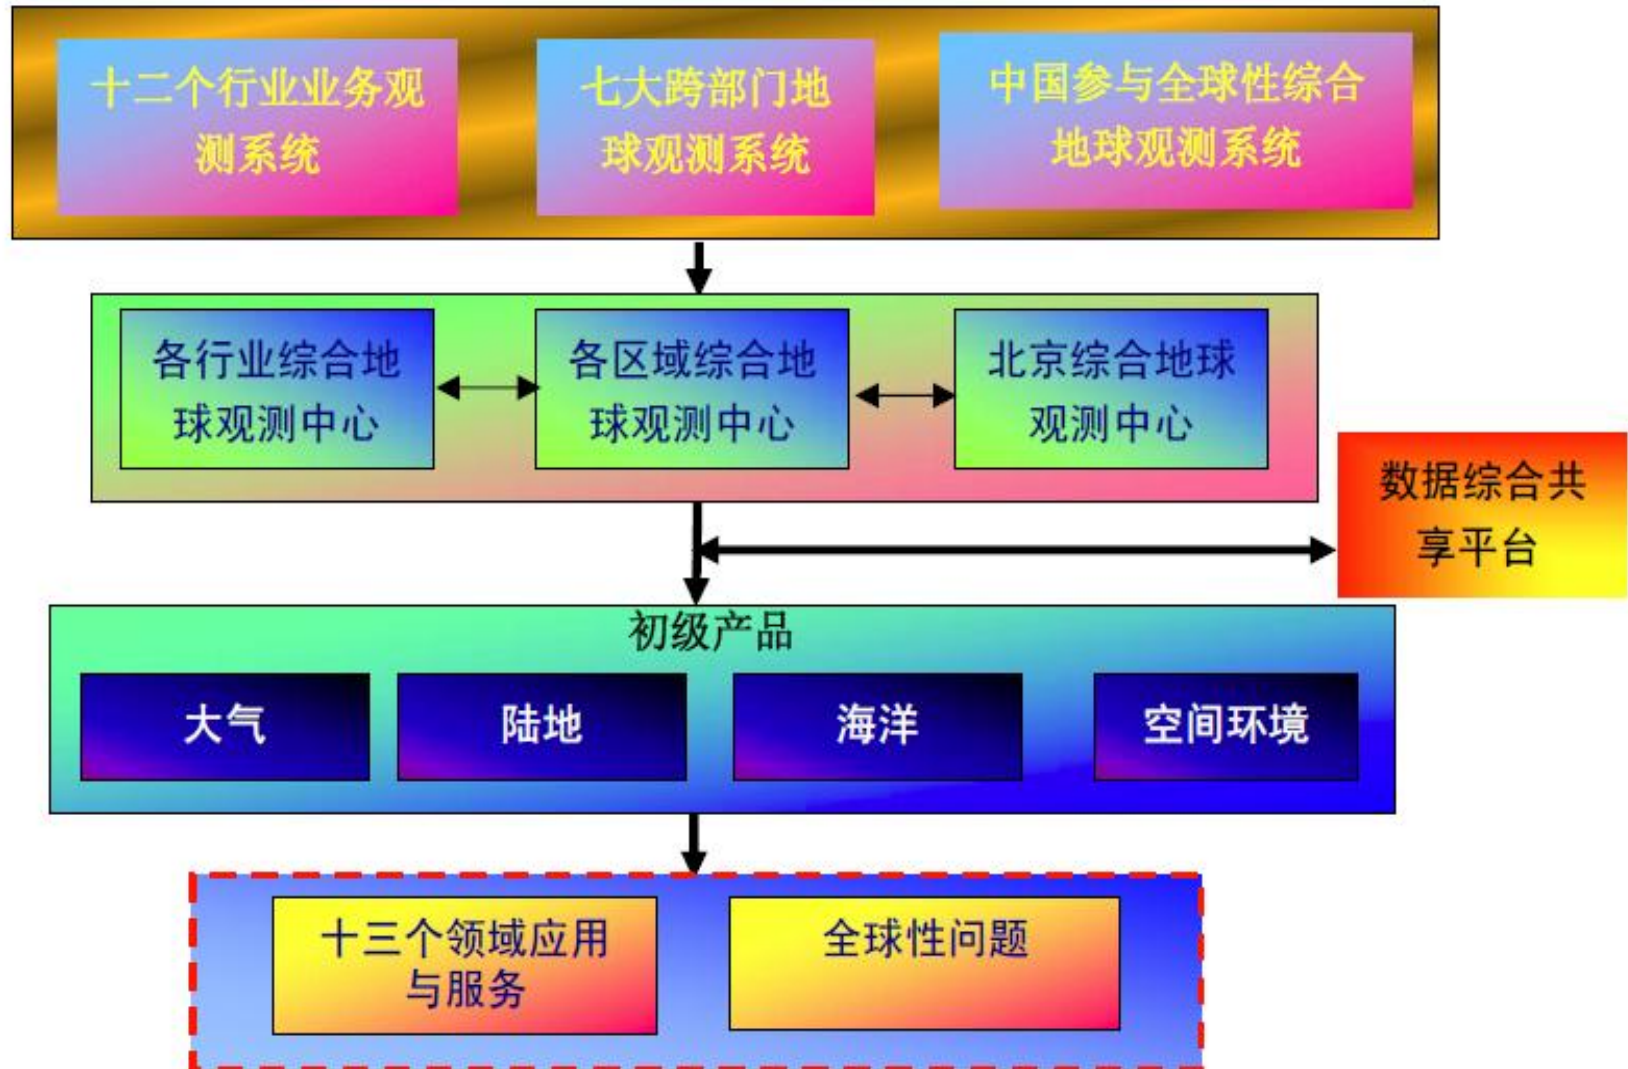 十二个行业业务观
测系统
七大跨部门地
球观测系统
中国参与全球性综合
地球观测系统
各行业综合地
球观测中心
各区域综合地
球观测中心
北京综合地球
观测中心
数据综合共
享平台
初级产品
大气
陆地
海洋
空间环境
十三个领域应用
与服务
全球性问题